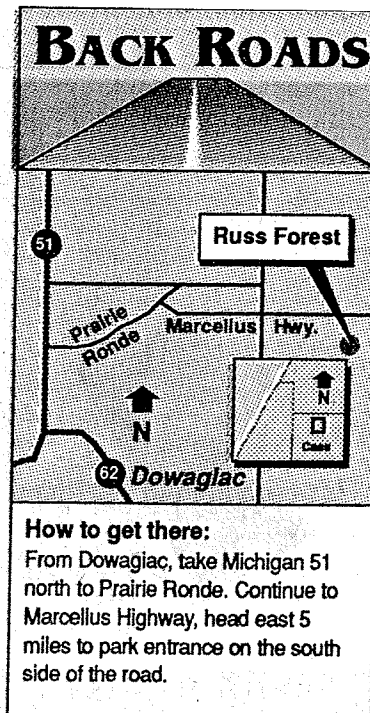 BACK ROADS
51
Russ Forest
Prairie
Ronde
Marcellus Hwy.
N
N
Cass
62 Dowagiac
How to get there:
From Dowagiac, take Michigan 51
north to Prairie Ronde. Continue to
Marcellus Highway, head east 5
miles to park entrance on the south
side of the road.